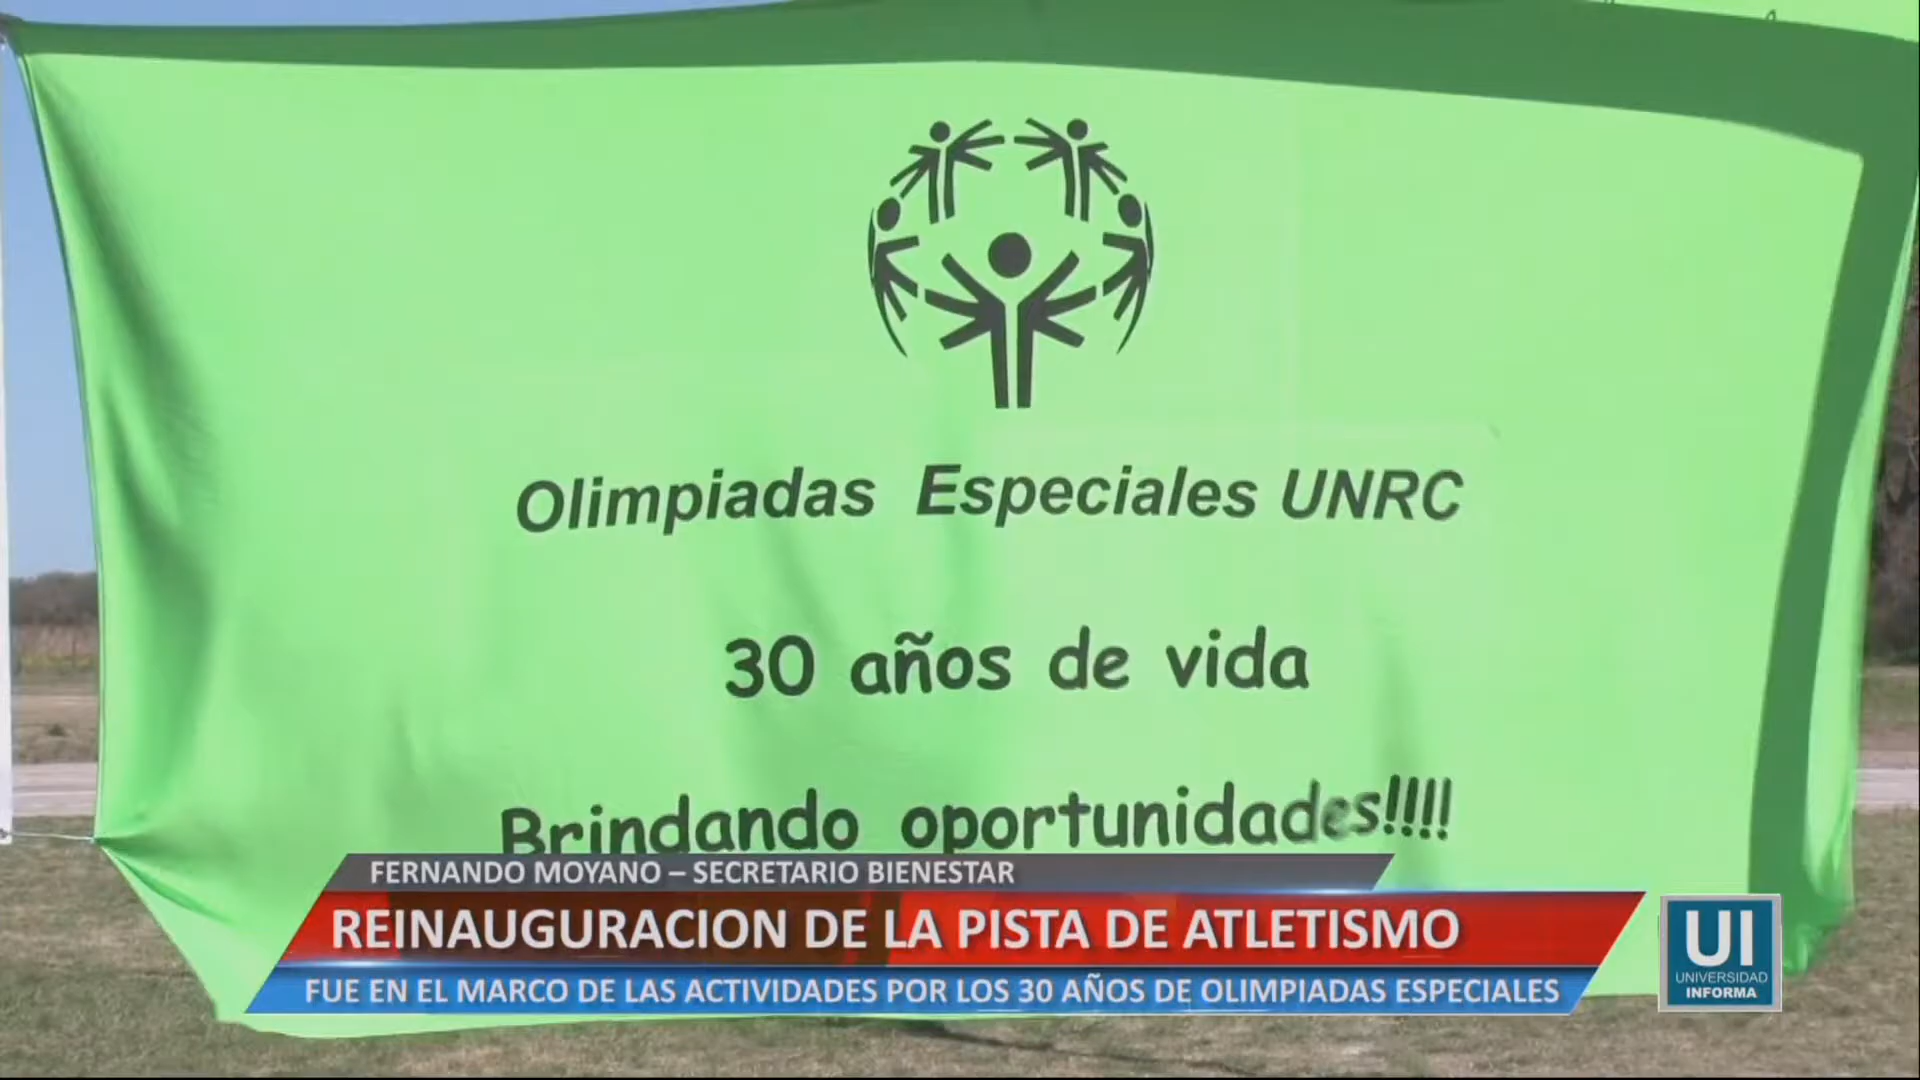 Olimpiadas Especiales UNRC
30 años de vida
Brindando oportunidades!!!!
FERNANDO MOYANO – SECRETARIO BIENESTAR
REINAUGURACION DE LA PISTA DE ATLETISMO
FUE EN EL MARCO DE LAS ACTIVIDADES POR LOS 30 AÑOS DE OLIMPIADAS ESPECIALES
UI
UNIVERSIDAD
INFORMA